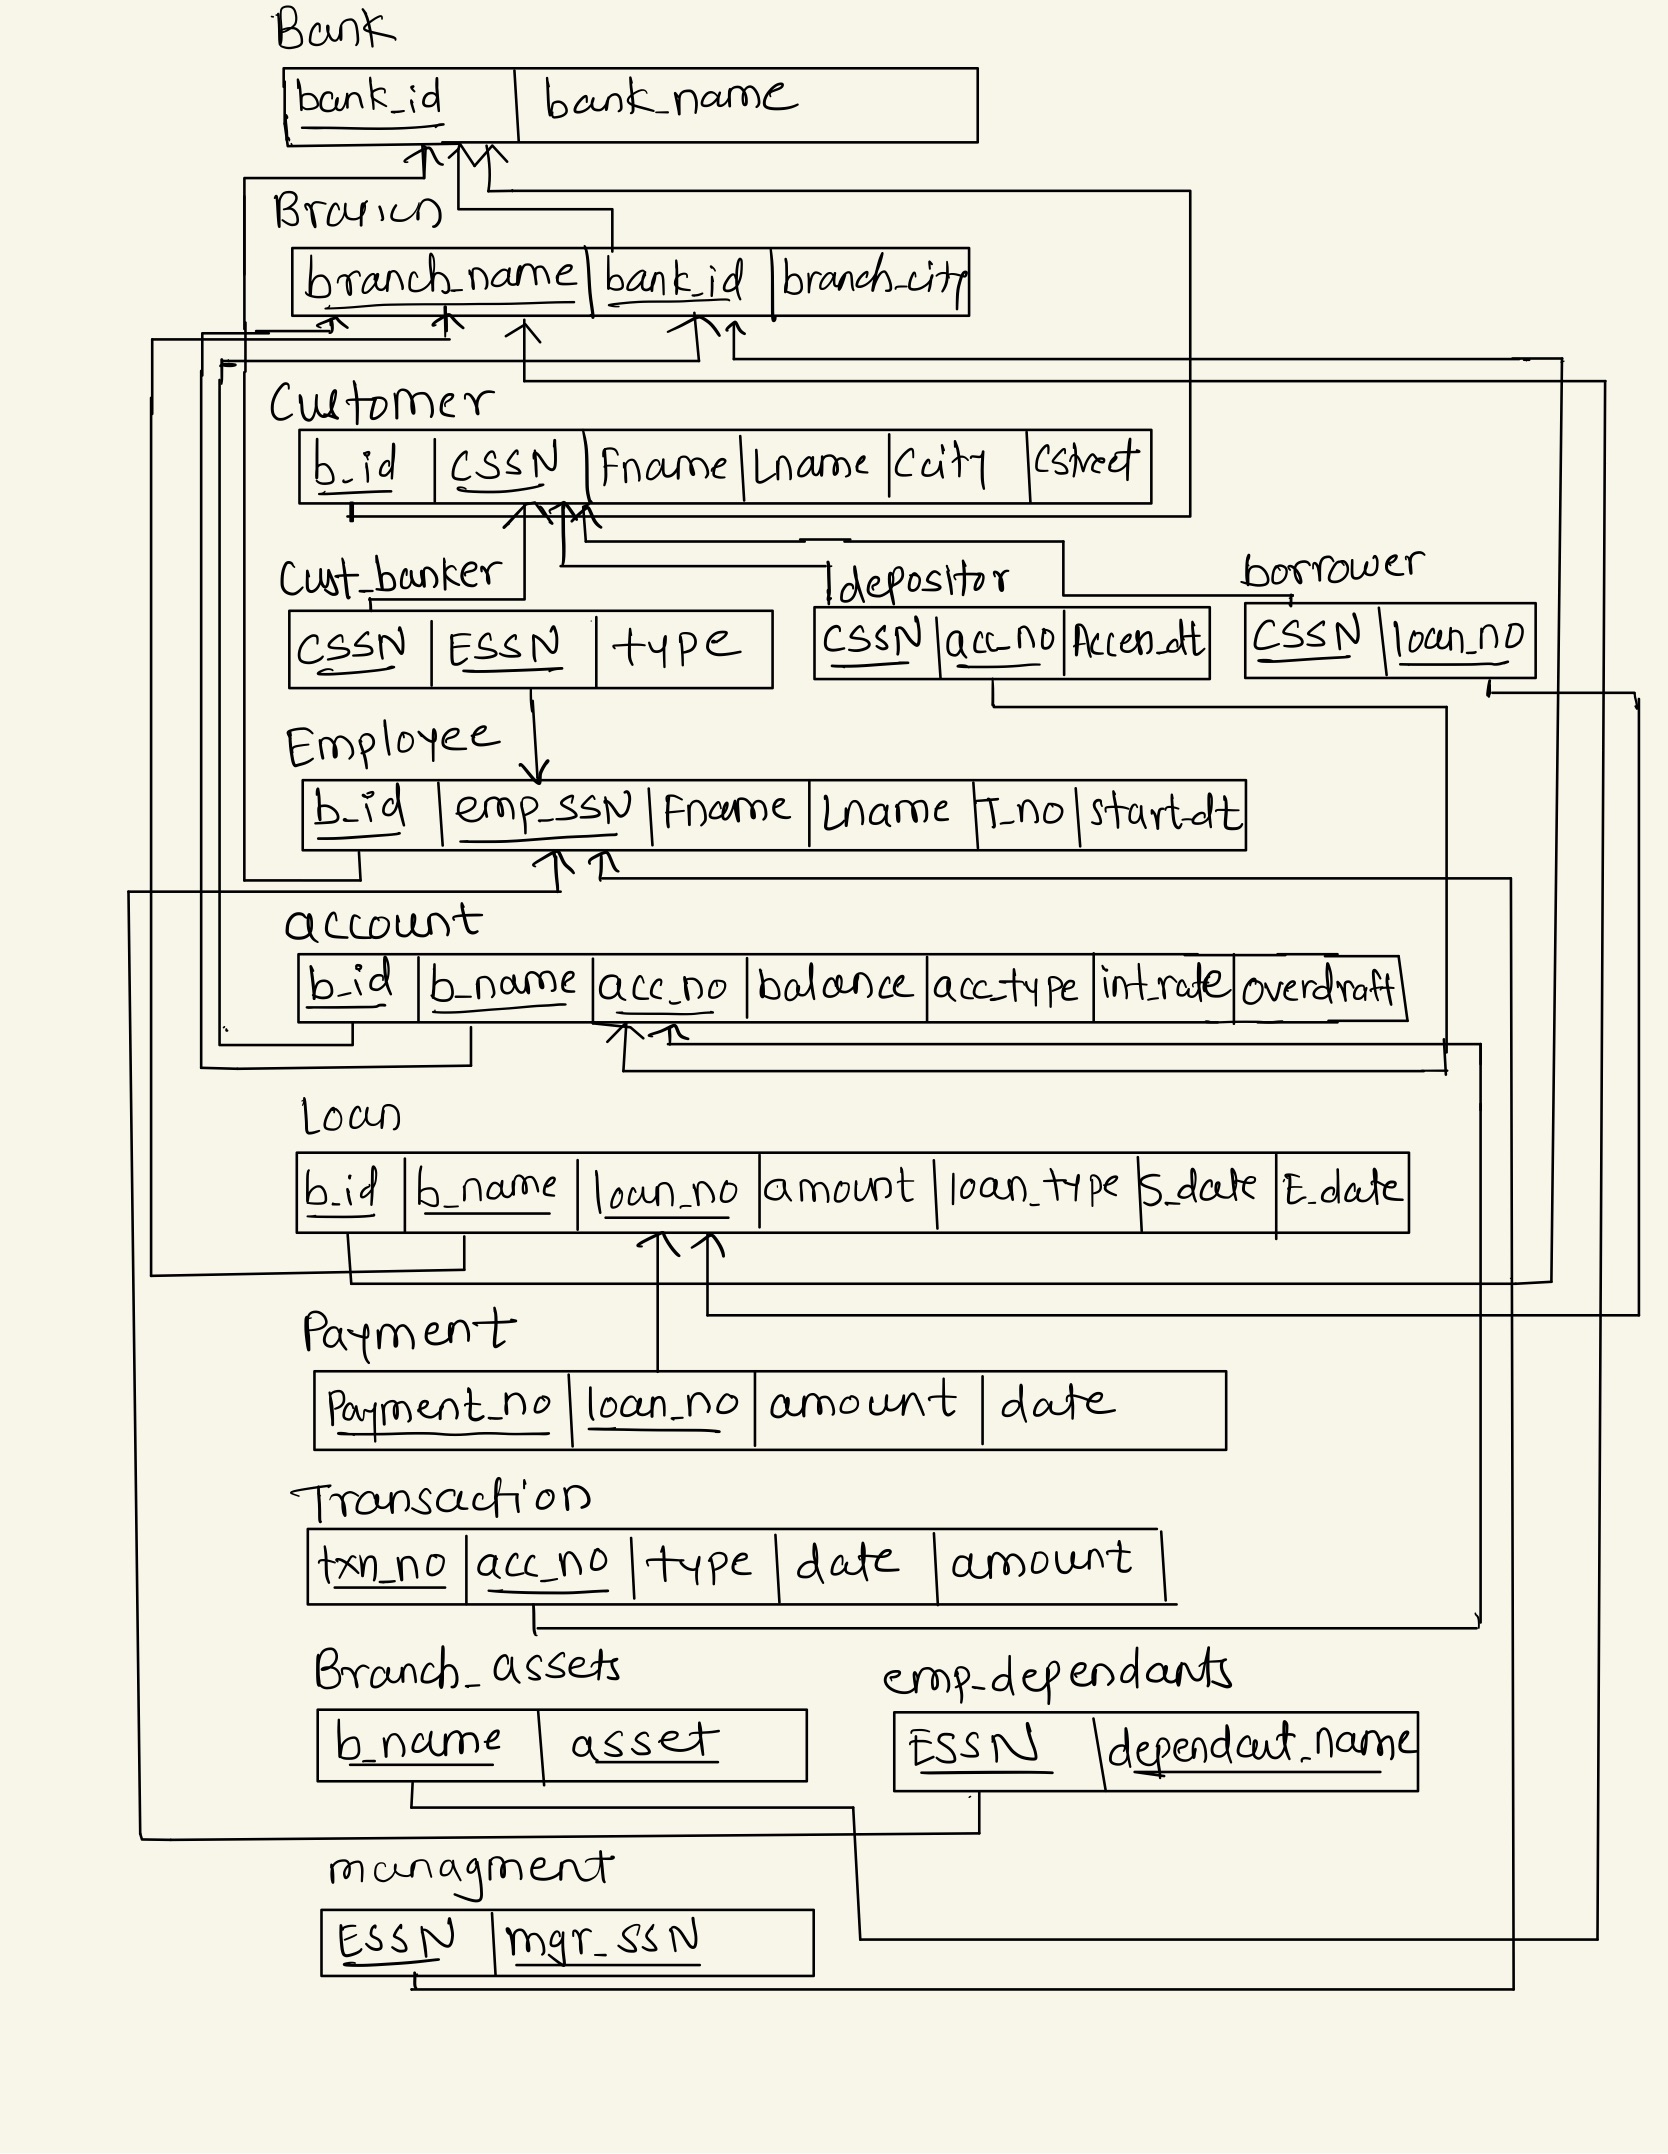 Bank
bank_id bank_name
Branch
branch_name bank_id branch_city
Customer
b_id CSSN Fname Lname Ccity Cstreet
Cust_banker depositor borrower
CSSN ESSN type CSSN acc_no Accen_dt CSSN loan_no
Employee
b_id emp_SSN Fname Lname T_no start_dt
account
b_id b_name acc_no balance acc_type int_rate overdraft
Loan
b_id b_name loan_no amount loan_type S_date E_date
Payment
Payment_no loan_no amount date
Transaction
txn_no acc_no type date amount
Branch_assets emp_dependants
b_name asset ESSN dependant_name
managment
ESSN mgr_SSN